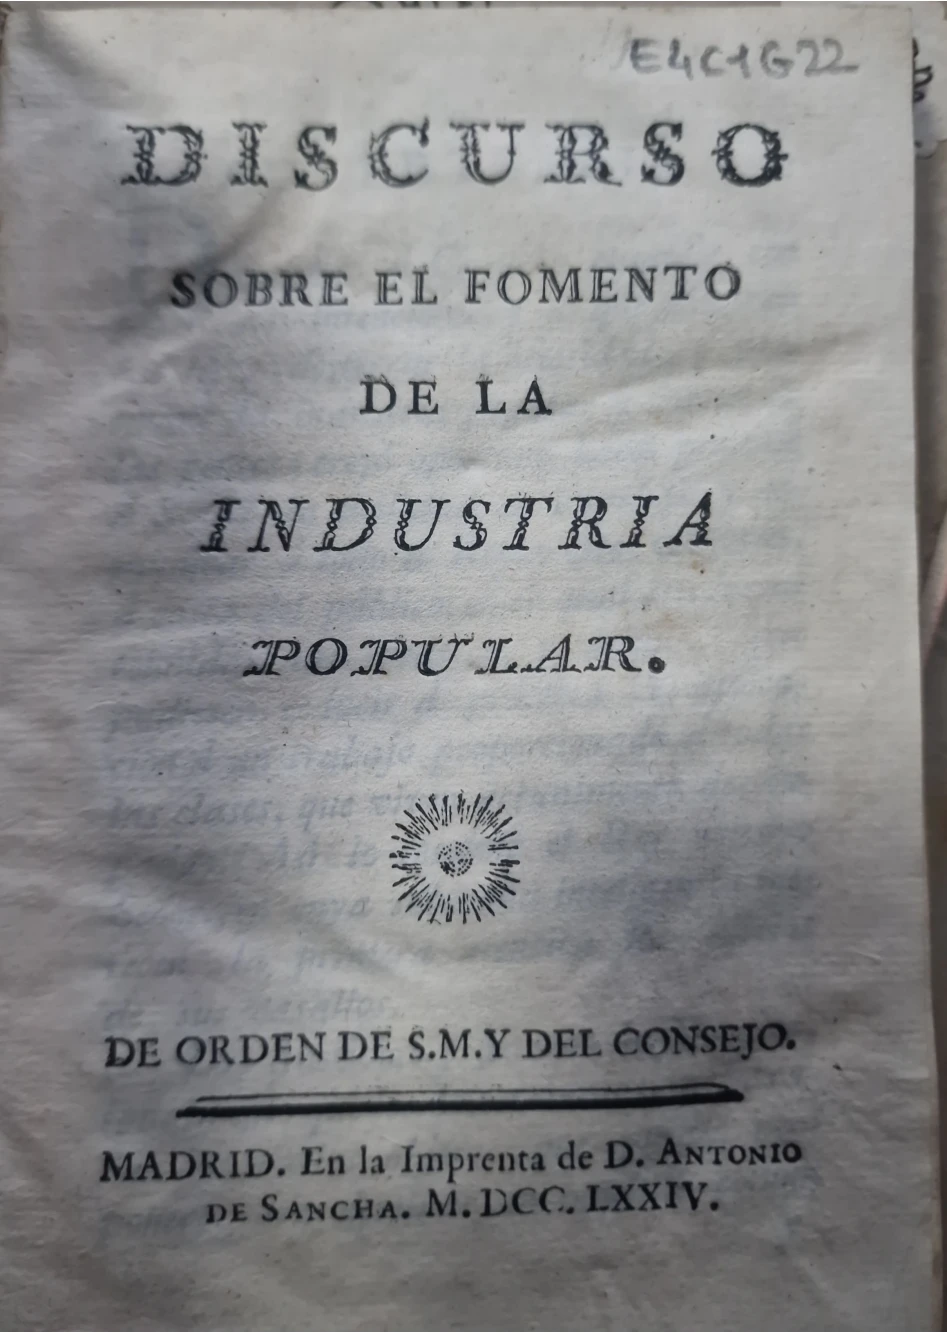 E4C1G22
DISCURSO
SOBRE EL FOMENTO
DE LA
INDUSTRIA
POPULAR.
DE ORDEN DE S.M.Y DEL CONSEJO.
MADRID. En la Imprenta de D. ANTONIO
DE SANCHA. M. DCC. LXXIV.